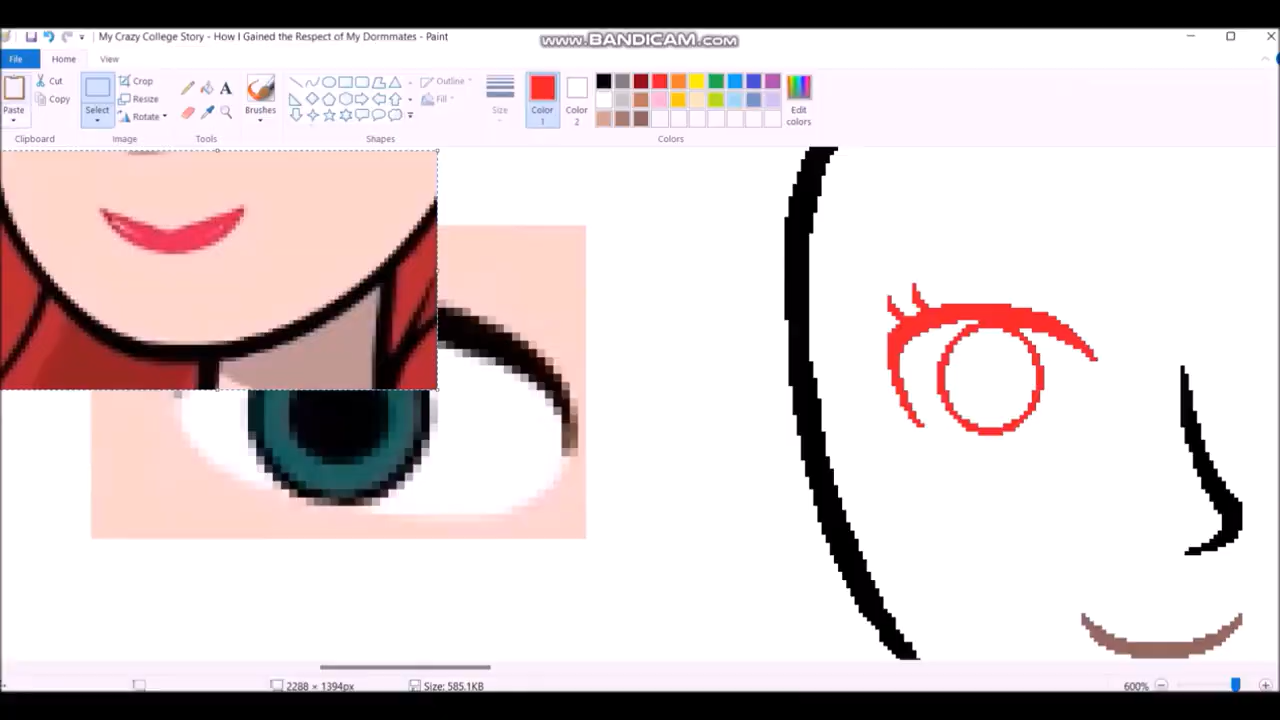 www.BANDICAM.com
My Crazy College Story - How I Gained the Respect of My Dormmates - Paint
File
Home
View
Paste
Cut
Copy
Clipboard
Select
Crop
Resize
Rotate
Image
A
Tools
Brushes
Outline
Fill
Shapes
Size
Color
1
Color
2
Edit
colors
Colors
2288 × 1394px
Size: 585.1KB
600%